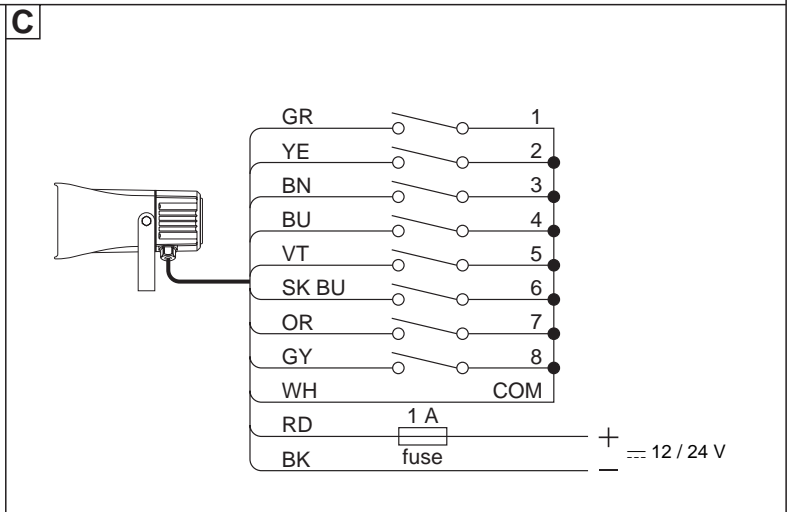 C
GR 1
YE 2
BN 3
BU 4
VT 5
SK BU 6
OR 7
GY 8
WH COM
RD 1 A +
fuse
12 / 24 V
BK −